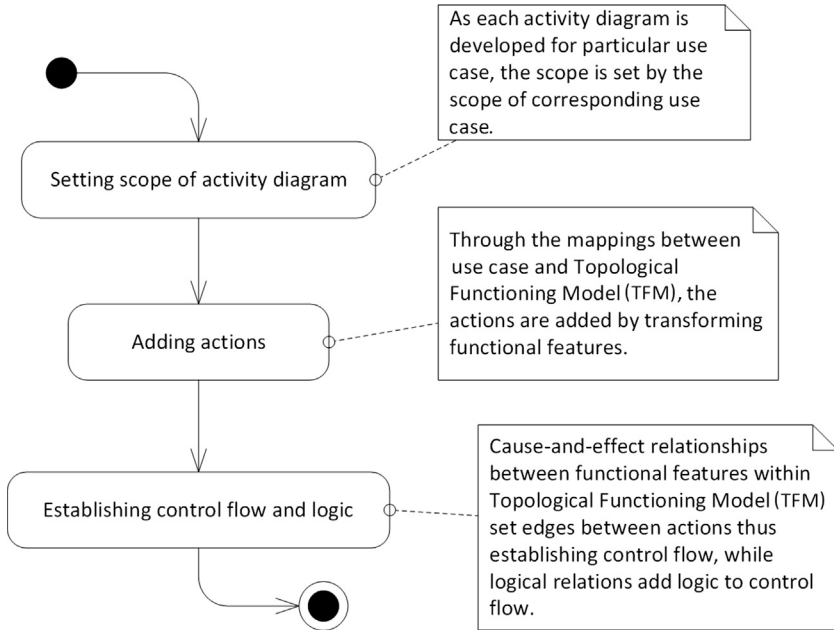 As each activity diagram is
developed for particular use
case, the scope is set by the
scope of corresponding use
case.
Setting scope of activity diagram
Through the mappings between
use case and Topological
Functioning Model (TFM), the
actions are added by transforming
functional features.
Adding actions
Cause-and-effect relationships
between functional features within
Topological Functioning Model (TFM)
set edges between actions thus
establishing control flow, while
logical relations add logic to control
flow.
Establishing control flow and logic